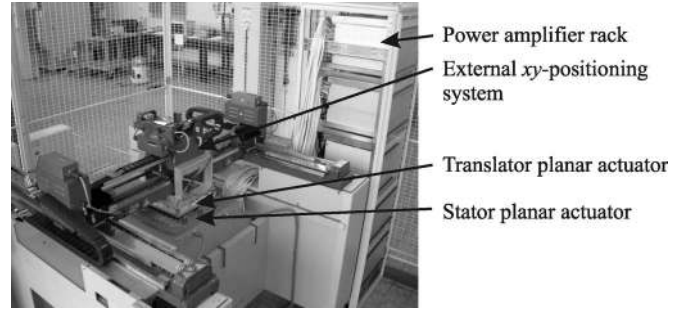 Power amplifier rack
External xy-positioning
system
Translator planar actuator
Stator planar actuator